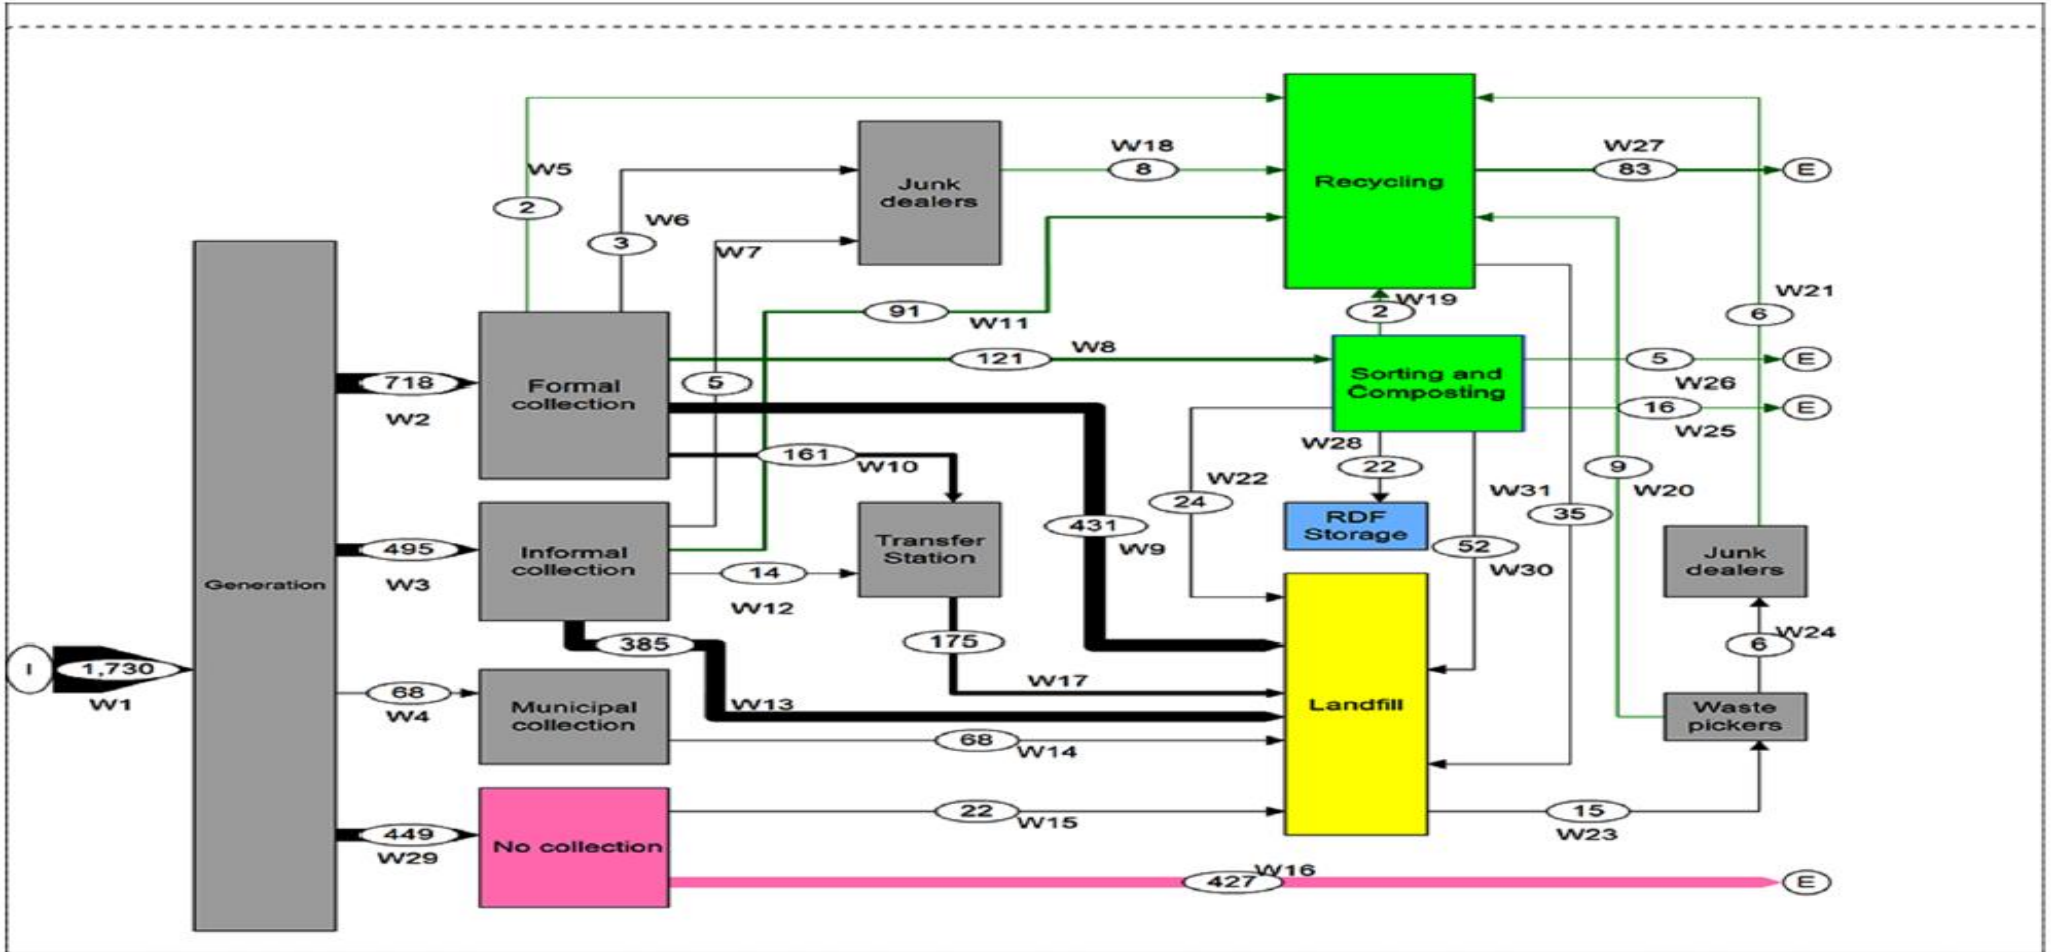 W18
W27
W5
8
83
E
Junk
dealers
Recycling
2
W6
3
W7
W21
6
91
W11
W19
2
121
W8
5
E
W26
Sorting and
Composting
16
E
W25
718
W2
Formal
collection
5
161
W10
W28
22
9
W20
W22
24
W31
35
431
W9
RDF
Storage
52
W30
495
W3
Informal
collection
Transfer
Station
14
W12
Junk
dealers
Generation
385
175
6
W24
I
1,730
W1
68
W4
Municipal
collection
W13
W17
Landfill
Waste
pickers
68
W14
22
W15
15
W23
449
W29
No collection
W16
427
E